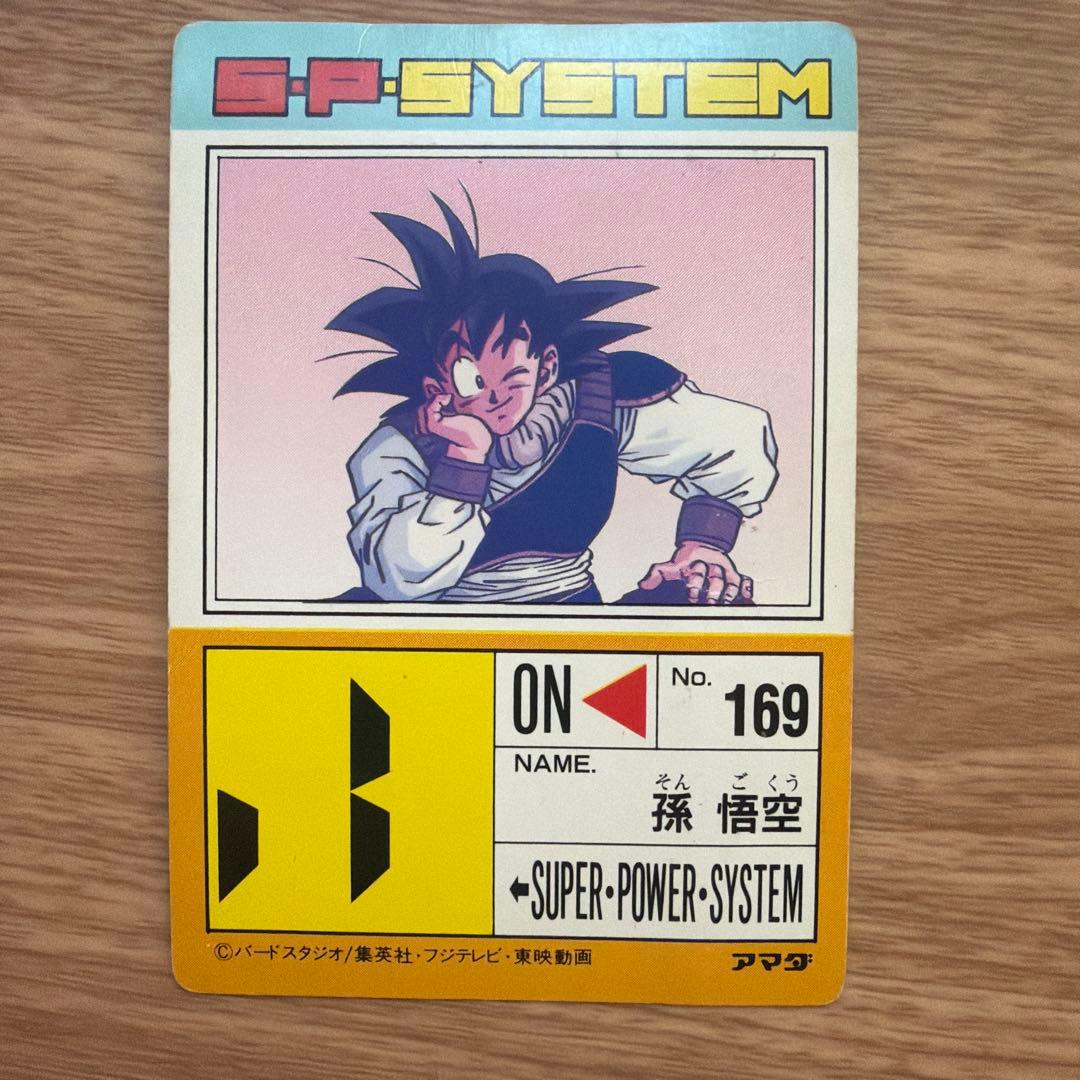 S・P・SYSTEM
ON
No. 169
NAME.
そん ご くう
孫 悟空
←SUPER・POWER・SYSTEM
©バードスタジオ/集英社・フジテレビ・東映動画
アマダ